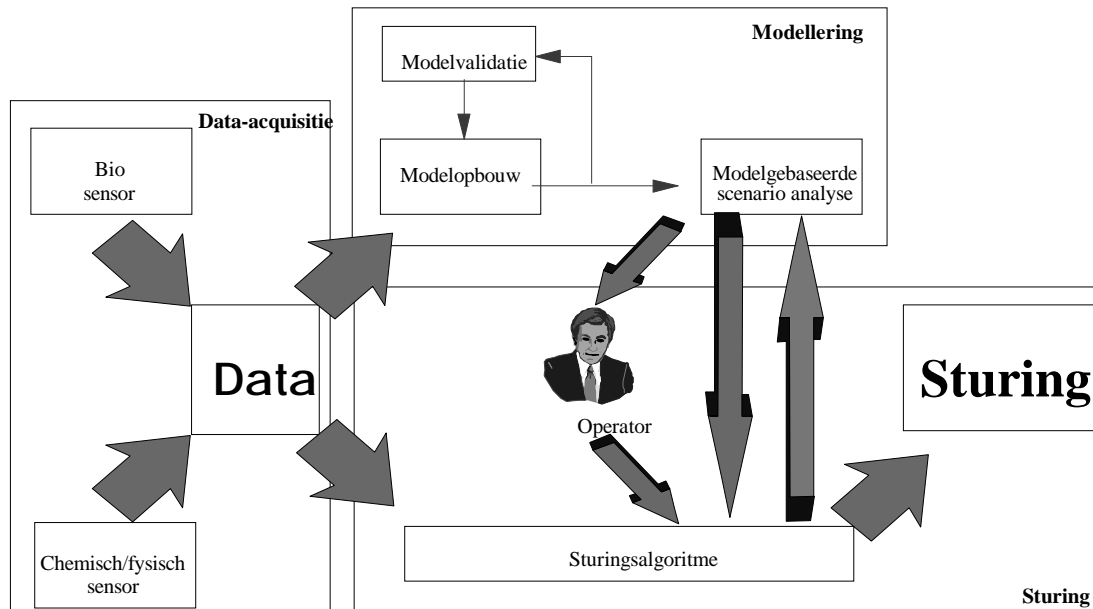 Modellering
Modelvalidatie
Data-acquisitie
Bio
sensor
Modelopbouw
Modelgebaseerde
scenario analyse
Data
Sturing
Operator
Chemisch/fysisch
sensor
Sturingsalgoritme
Sturing